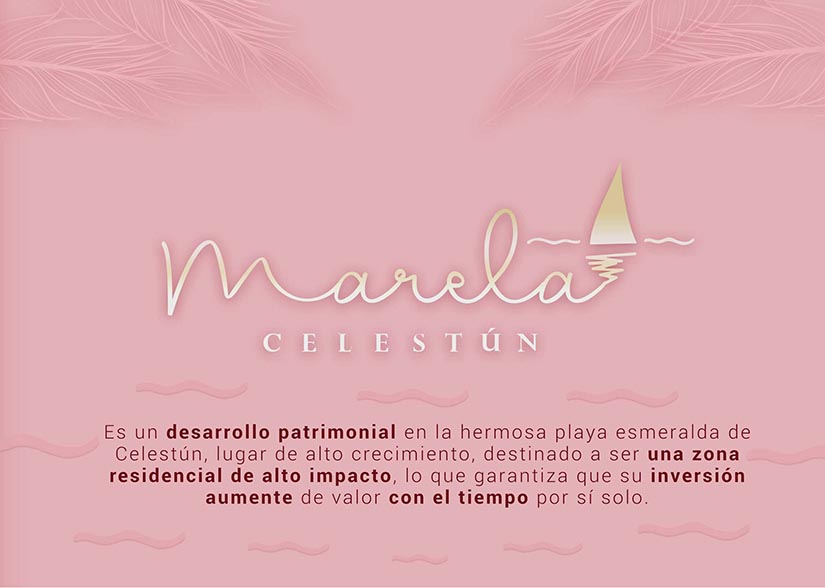 Marela
CELESTÚN
Es un desarrollo patrimonial en la hermosa playa esmeralda de
Celestún, lugar de alto crecimiento, destinado a ser una zona
residencial de alto impacto, lo que garantiza que su inversión
aumente de valor con el tiempo por sí solo.